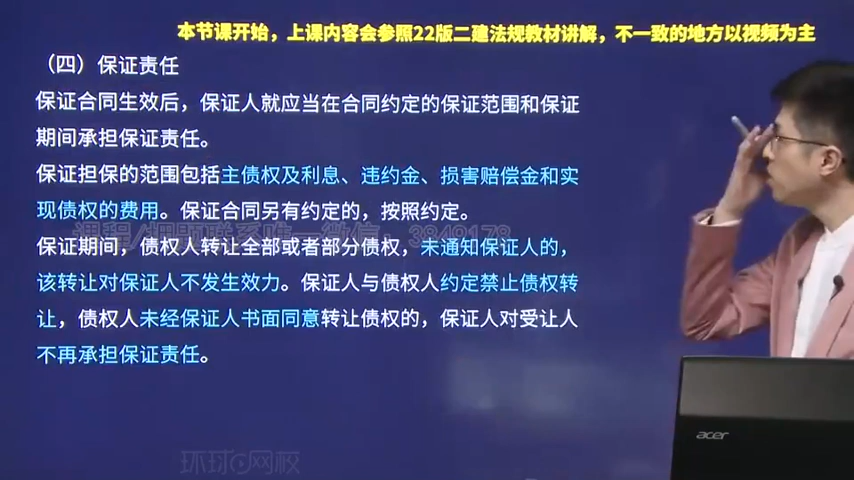 本节课开始，上课内容会参照22版二建法规教材讲解，不一致的地方以视频为主
（四）保证责任
保证合同生效后，保证人就应当在合同约定的保证范围和保证
期间承担保证责任。
保证担保的范围包括主债权及利息、违约金、损害赔偿金和实
现债权的费用。保证合同另有约定的，按照约定。
保证期间，债权人转让全部或者部分债权，未通知保证人的，
该转让对保证人不发生效力。保证人与债权人约定禁止债权转
让，债权人未经保证人书面同意转让债权的，保证人对受让人
不再承担保证责任。
acer
环球网校